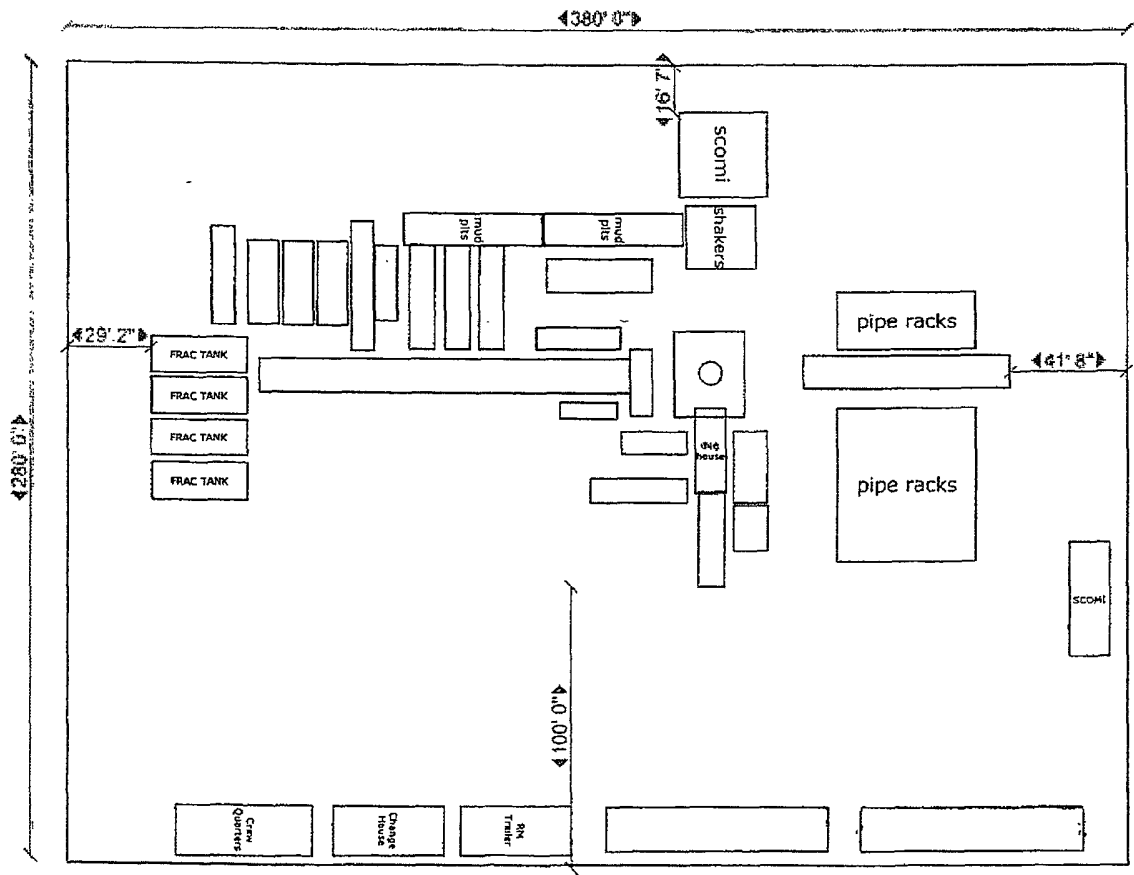 380' 0"
16' 7"
scomi
shakers
mud
pits
mud
pits
pipe racks
29'.2"
41' 8"
FRAC TANK
FRAC TANK
FRAC TANK
FRAC TANK
280' 0"
dog
house
pipe racks
SCOMI
100' 0"
Crew
Quarters
Change
House
RM
Trailer